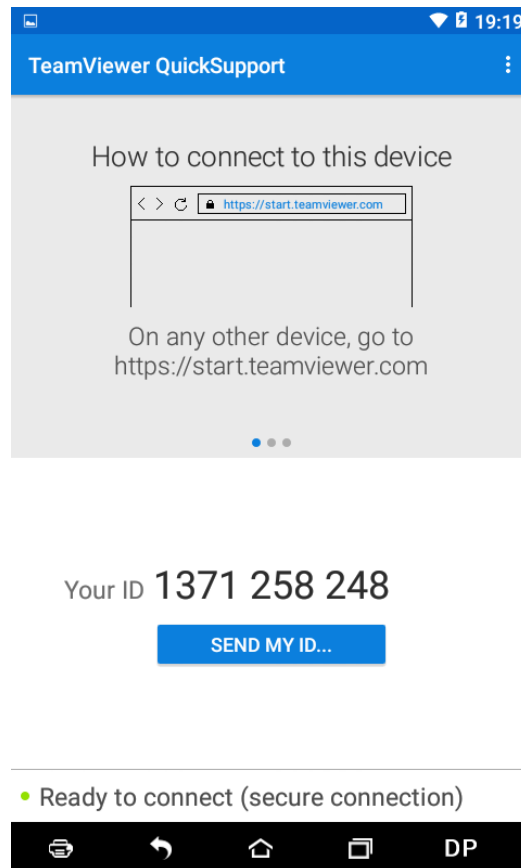 19:19
TeamViewer QuickSupport
How to connect to this device
https://start.teamviewer.com
On any other device, go to
https://start.teamviewer.com
Your ID 1371 258 248
SEND MY ID...
Ready to connect (secure connection)
DP